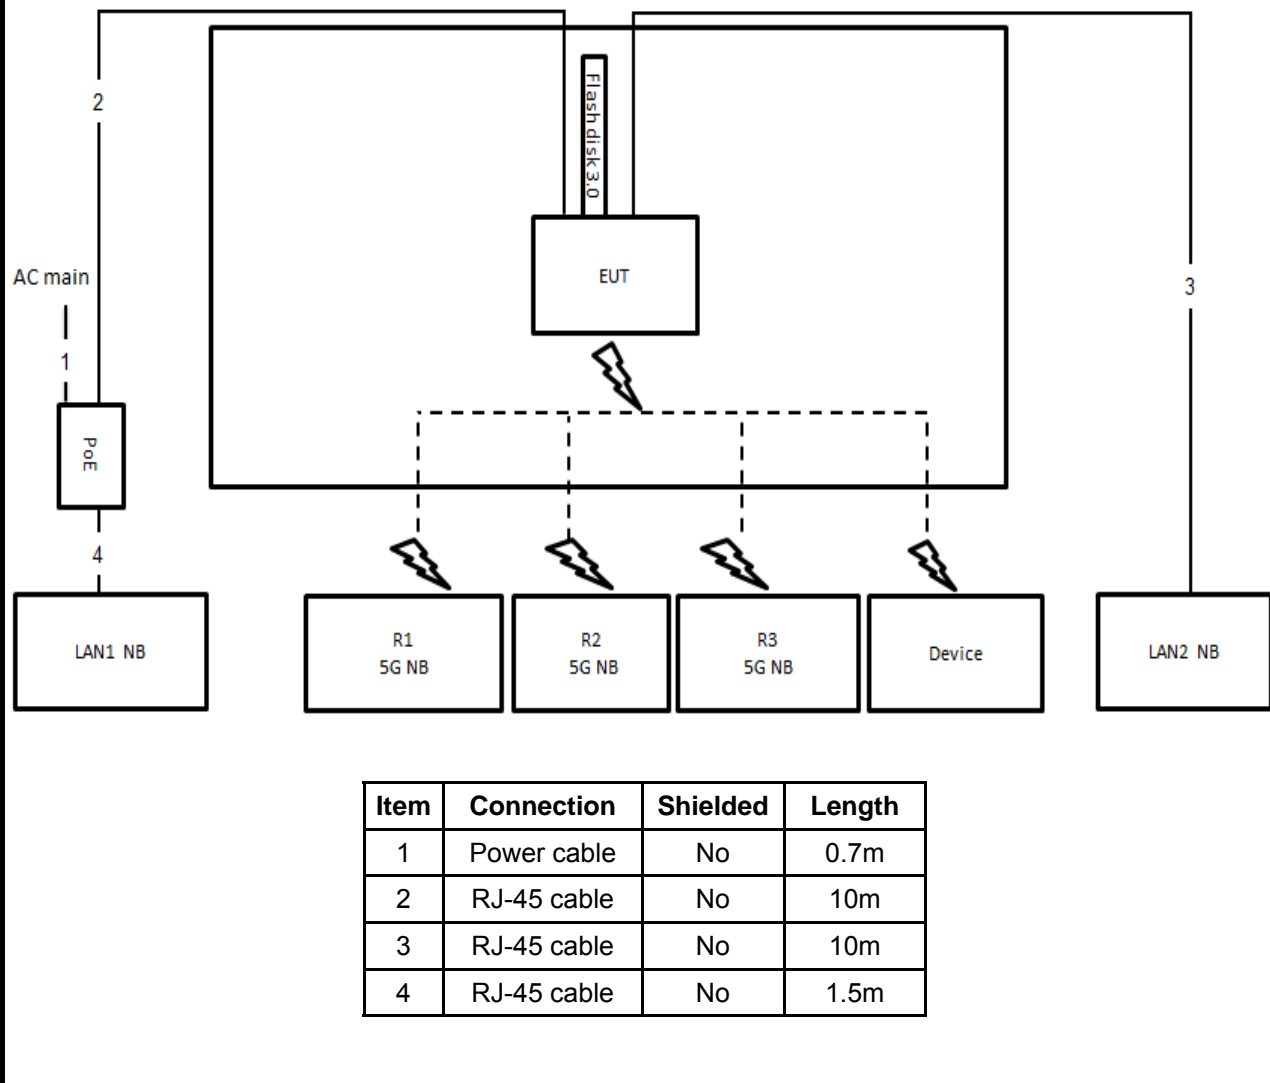 2
Flash disk 3.0
AC main
EUT
3
1
PoE
4
LAN1 NB
R1
5G NB
R2
5G NB
R3
5G NB
Device
LAN2 NB
Item Connection Shielded Length
1 Power cable No 0.7m
2 RJ-45 cable No 10m
3 RJ-45 cable No 10m
4 RJ-45 cable No 1.5m